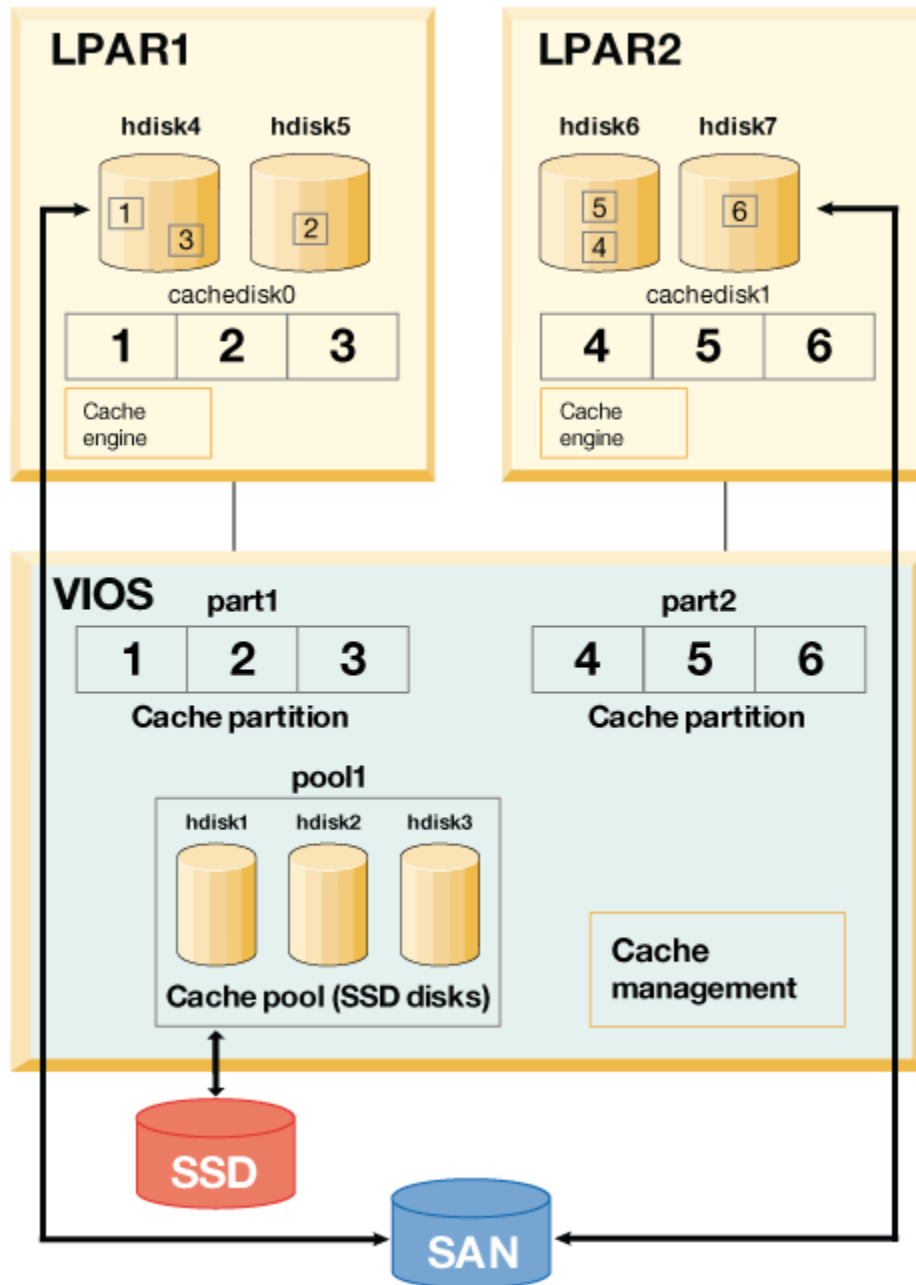 LPAR1
hdisk4 hdisk5
1
3
2
cachedisk0
1 2 3
Cache
engine
LPAR2
hdisk6 hdisk7
5
4
6
cachedisk1
4 5 6
Cache
engine
VIOS
part1
1 2 3
Cache partition
part2
4 5 6
Cache partition
pool1
hdisk1 hdisk2 hdisk3
Cache pool (SSD disks)
Cache
management
SSD
SAN